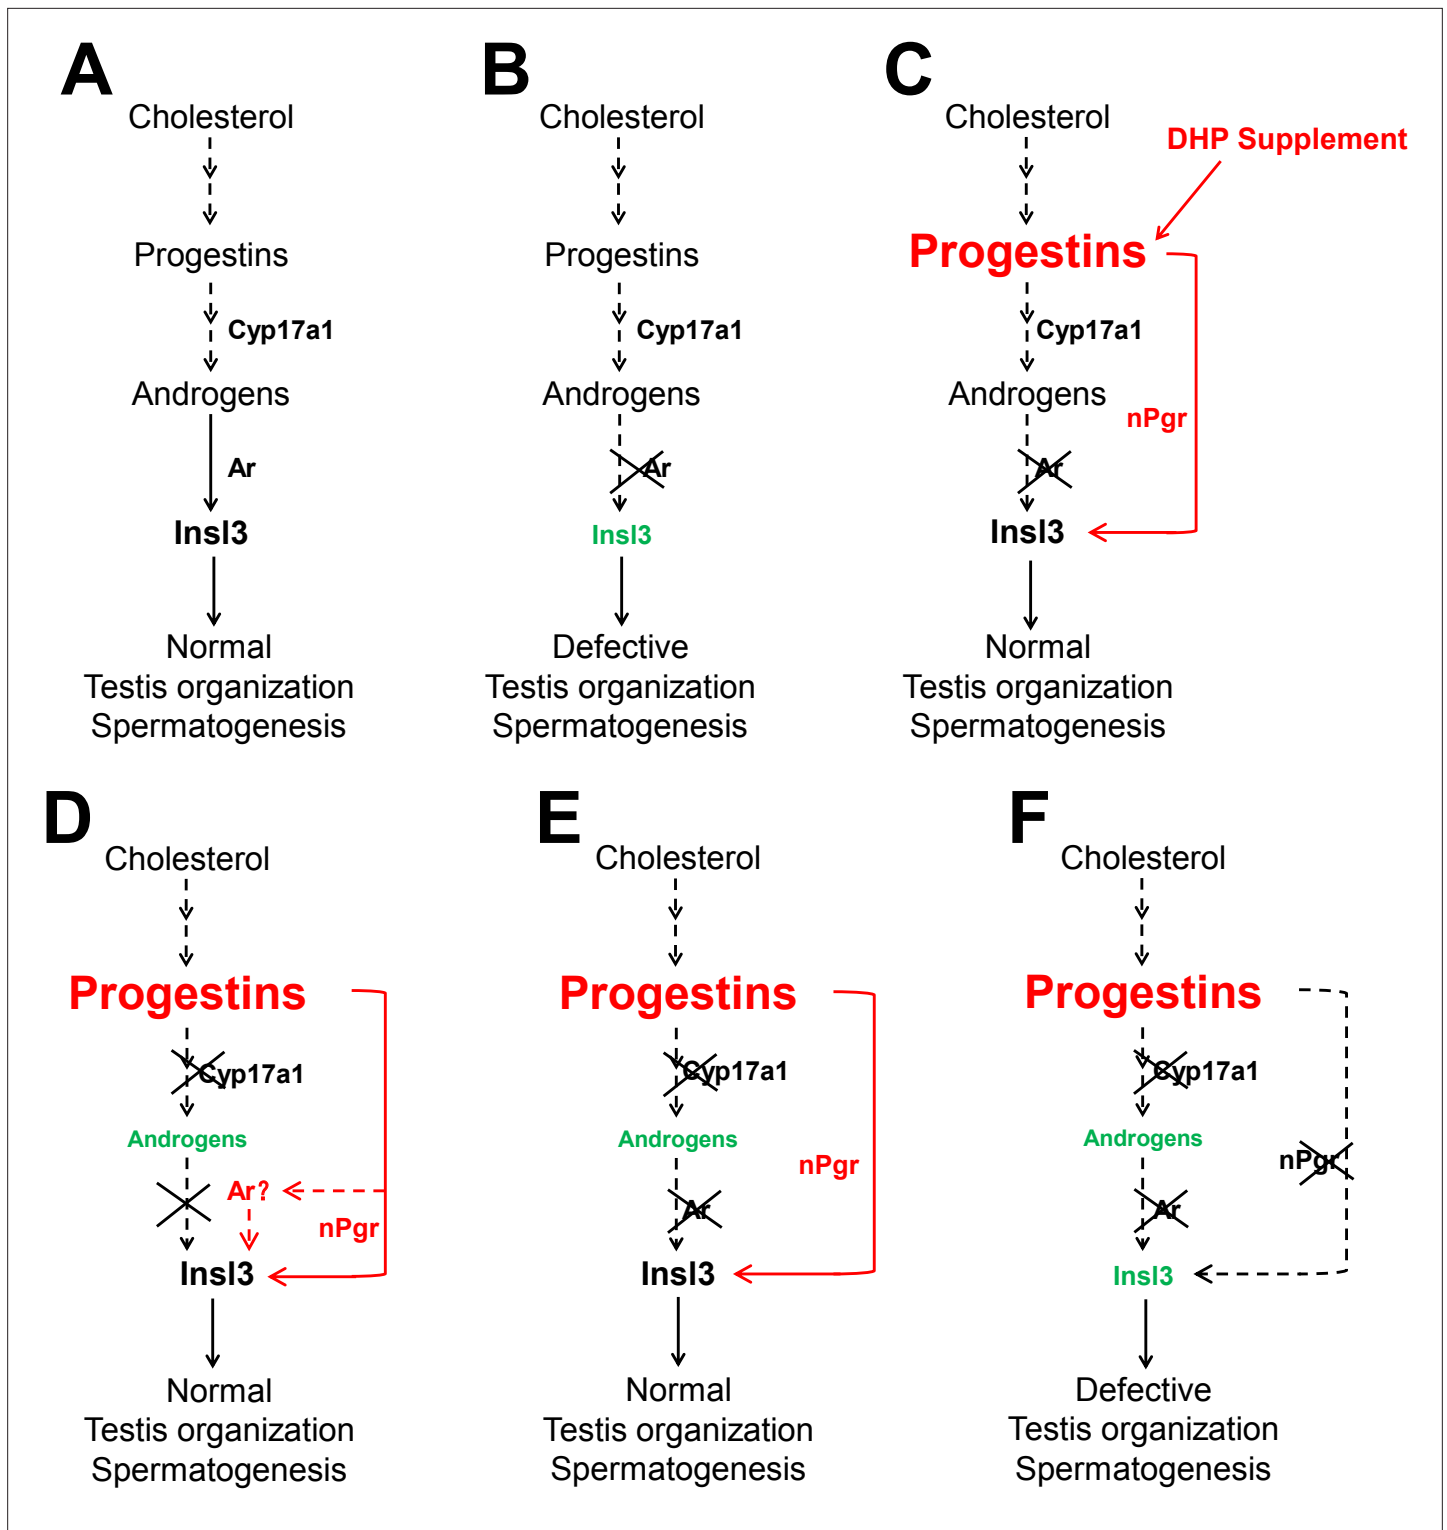 A
Cholesterol
Progestins
Cyp17a1
Androgens
Ar
Insl3
Normal
Testis organization
Spermatogenesis
B
Cholesterol
Progestins
Cyp17a1
Androgens
Ar
Insl3
Defective
Testis organization
Spermatogenesis
C
Cholesterol
DHP Supplement
Progestins
Cyp17a1
Androgens
nPgr
Ar
Insl3
Normal
Testis organization
Spermatogenesis
D
Cholesterol
Progestins
Cyp17a1
Androgens
Ar?
nPgr
Insl3
Normal
Testis organization
Spermatogenesis
E
Cholesterol
Progestins
Cyp17a1
Androgens
nPgr
Ar
Insl3
Normal
Testis organization
Spermatogenesis
F
Cholesterol
Progestins
Cyp17a1
Androgens
nPgr
Ar
Insl3
Defective
Testis organization
Spermatogenesis